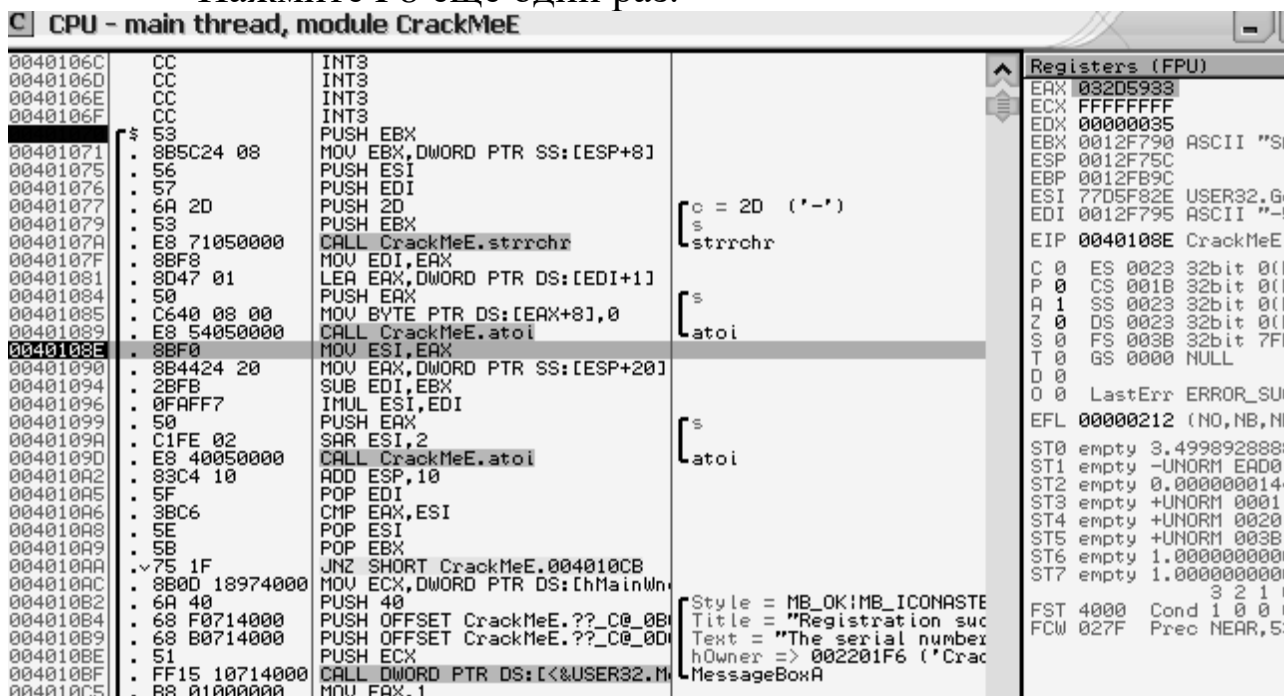 Нажмите F8 еще один раз.
C CPU - main thread, module CrackMeE
0040106C CC INT3
0040106D CC INT3
0040106E CC INT3
0040106F CC INT3
$ 53 PUSH EBX
00401071 . 8B5C24 08 MOV EBX,DWORD PTR SS:[ESP+8]
00401075 . 56 PUSH ESI
00401076 . 57 PUSH EDI
00401077 . 6A 2D PUSH 2D c = 2D ('-')
00401079 . 53 PUSH EBX s
0040107A . E8 71050000 CALL CrackMeE.strrchr strrchr
0040107F . 8BF8 MOV EDI,EAX
00401081 . 8D47 01 LEA EAX,DWORD PTR DS:[EDI+1]
00401084 . 50 PUSH EAX s
00401085 . C640 08 00 MOV BYTE PTR DS:[EAX+8],0
00401089 . E8 54050000 CALL CrackMeE.atoi atoi
0040108E . 8BF0 MOV ESI,EAX
00401090 . 8B4424 20 MOV EAX,DWORD PTR SS:[ESP+20]
00401094 . 2BFB SUB EDI,EBX
00401096 . 0FAFF7 IMUL ESI,EDI
00401099 . 50 PUSH EAX s
0040109A . C1FE 02 SAR ESI,2
0040109D . E8 40050000 CALL CrackMeE.atoi atoi
004010A2 . 83C4 10 ADD ESP,10
004010A5 . 5F POP EDI
004010A6 . 3BC6 CMP EAX,ESI
004010A8 . 5E POP ESI
004010A9 . 5B POP EBX
004010AA . 75 1F JNZ SHORT CrackMeE.004010CB
004010AC . 8B0D 18974000 MOV ECX,DWORD PTR DS:[hMainWn
004010B2 . 6A 40 PUSH 40 Style = MB_OK|MB_ICONASTE
004010B4 . 68 F0714000 PUSH OFFSET CrackMeE.??_C@_0B Title = "Registration suc
004010B9 . 68 B0714000 PUSH OFFSET CrackMeE.??_C@_0D Text = "The serial number
004010BE . 51 PUSH ECX hOwner => 002201F6 ('Crac
004010BF . FF15 10714000 CALL DWORD PTR DS:[<&USER32.M MessageBoxA
004010C5 . B8 01000000 MOV EAX,1
Registers (FPU)
EAX 032D5933
ECX FFFFFFFF
EDX 00000035
EBX 0012F790 ASCII "S
ESP 0012F75C
EBP 0012FB9C
ESI 77D5F82E USER32.G
EDI 0012F795 ASCII "-
EIP 0040108E CrackMeE
C 0 ES 0023 32bit 0(
P 0 CS 001B 32bit 0(
A 1 SS 0023 32bit 0(
Z 0 DS 0023 32bit 0(
S 0 FS 003B 32bit 7F
T 0 GS 0000 NULL
D 0
O 0 LastErr ERROR_SU
EFL 00000212 (NO,NB,N
ST0 empty 3.499892888
ST1 empty -UNORM EAD0
ST2 empty 0.000000014
ST3 empty +UNORM 0001
ST4 empty +UNORM 0020
ST5 empty +UNORM 003B
ST6 empty 1.000000000
ST7 empty 1.000000000
3 2 1
FST 4000 Cond 1 0 0
FCW 027F Prec NEAR,5